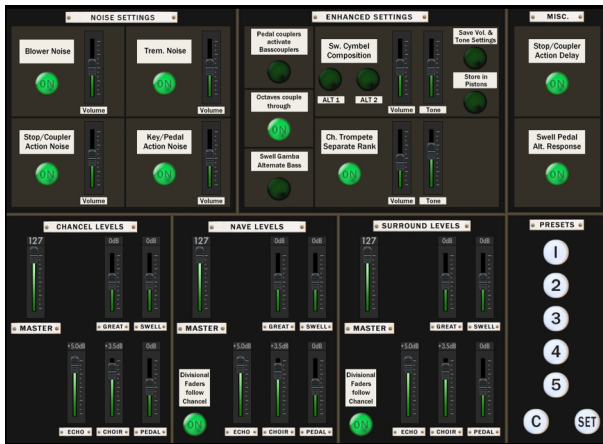 NOISE SETTINGS
Blower Noise
ON
Volume
Trem. Noise
ON
Volume
Stop/Coupler
Action Noise
ON
Volume
Key/Pedal
Action Noise
ON
Volume
ENHANCED SETTINGS
Pedal couplers
activate
Basscouplers
Octaves couple
through
ON
Swell Gamba
Alternate Bass
Sw. Cymbel
Composition
ALT 1
ALT 2
Volume
Tone
Save Vol. &
Tone Settings
Store in
Pistons
Ch. Trompete
Separate Rank
ON
Volume
Tone
MISC.
Stop/Coupler
Action Delay
ON
Swell Pedal
Alt. Response
ON
CHANCEL LEVELS
127
0dB
0dB
MASTER
GREAT
SWELL
+5.0dB
+3.5dB
0dB
ECHO
CHOIR
PEDAL
NAVE LEVELS
127
0dB
0dB
MASTER
GREAT
SWELL
Divisional
Faders
follow
Chancel
ON
+5.0dB
+3.5dB
0dB
ECHO
CHOIR
PEDAL
SURROUND LEVELS
127
0dB
0dB
MASTER
GREAT
SWELL
Divisional
Faders
follow
Chancel
ON
+5.0dB
+3.5dB
0dB
ECHO
CHOIR
PEDAL
PRESETS
1
2
3
4
5
C
SET